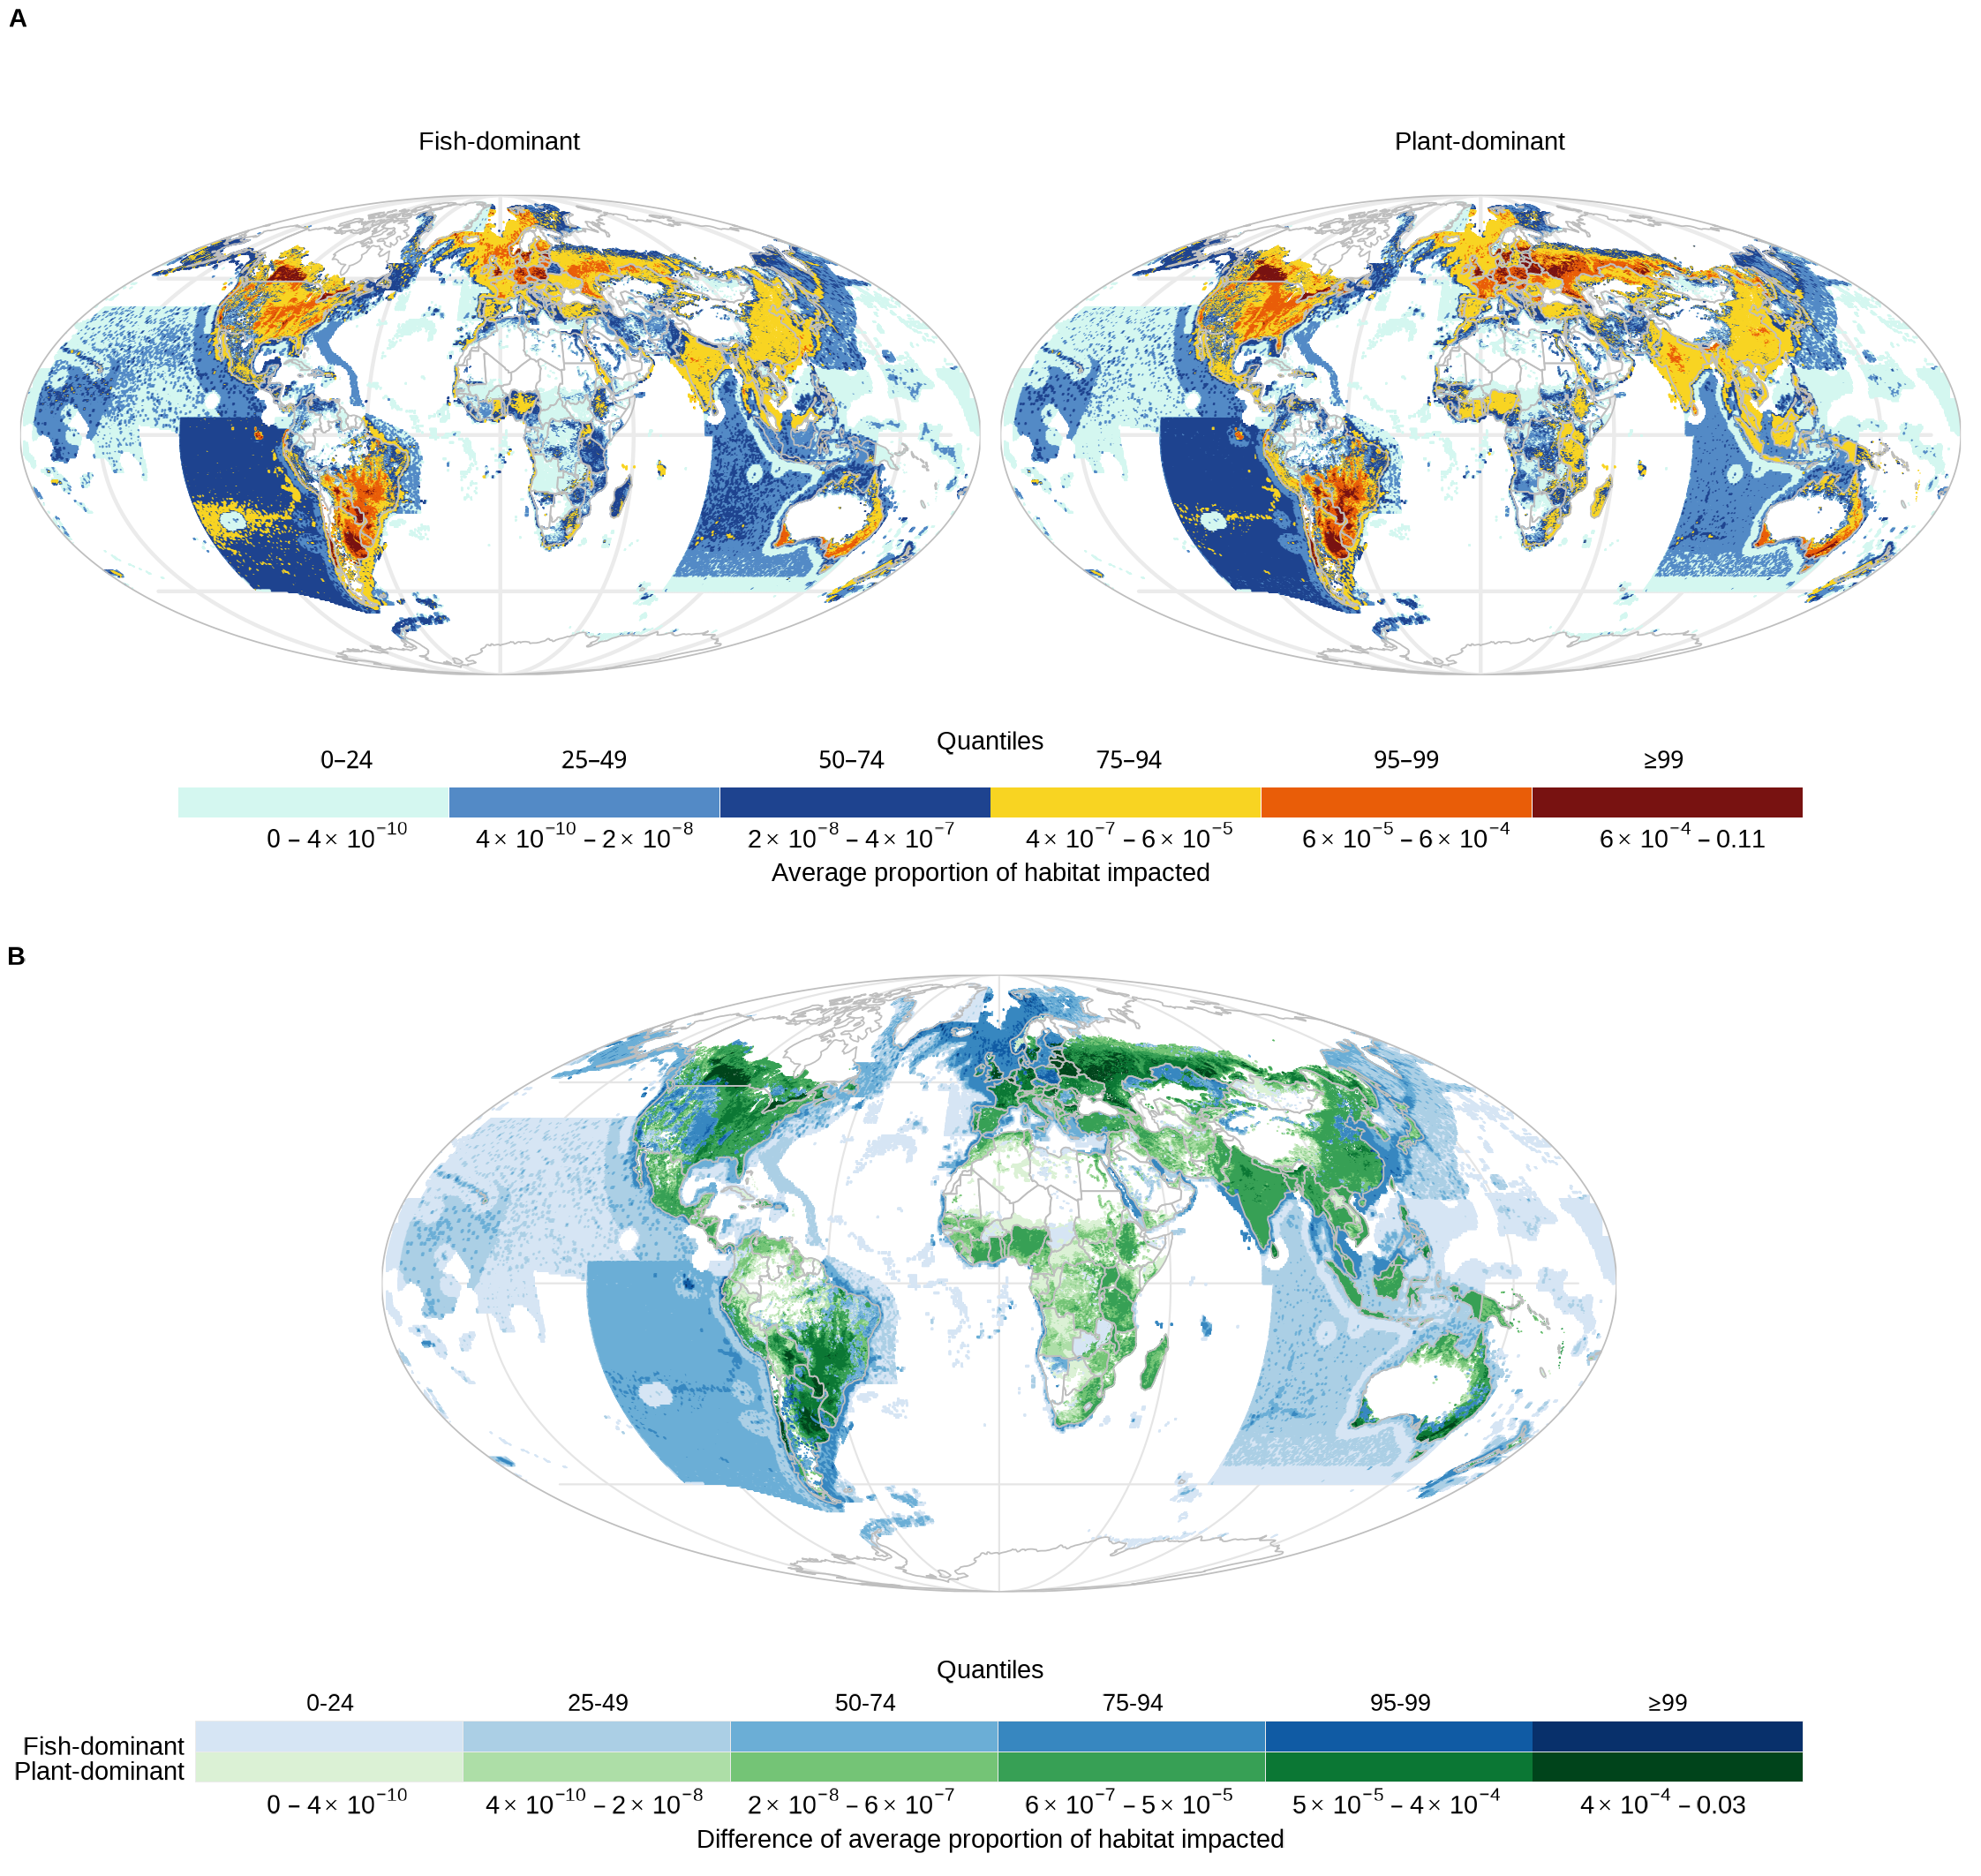 A
Fish-dominant Plant-dominant
Quantiles
0–24 25–49 50–74 75–94 95–99 ≥99
0 – 4 × 10⁻¹⁰ 4 × 10⁻¹⁰ – 2 × 10⁻⁸ 2 × 10⁻⁸ – 4 × 10⁻⁷ 4 × 10⁻⁷ – 6 × 10⁻⁵ 6 × 10⁻⁵ – 6 × 10⁻⁴ 6 × 10⁻⁴ – 0.11
Average proportion of habitat impacted
B
Quantiles
0-24 25-49 50-74 75-94 95-99 ≥99
Fish-dominant
Plant-dominant
0 – 4 × 10⁻¹⁰ 4 × 10⁻¹⁰ – 2 × 10⁻⁸ 2 × 10⁻⁸ – 6 × 10⁻⁷ 6 × 10⁻⁷ – 5 × 10⁻⁵ 5 × 10⁻⁵ – 4 × 10⁻⁴ 4 × 10⁻⁴ – 0.03
Difference of average proportion of habitat impacted